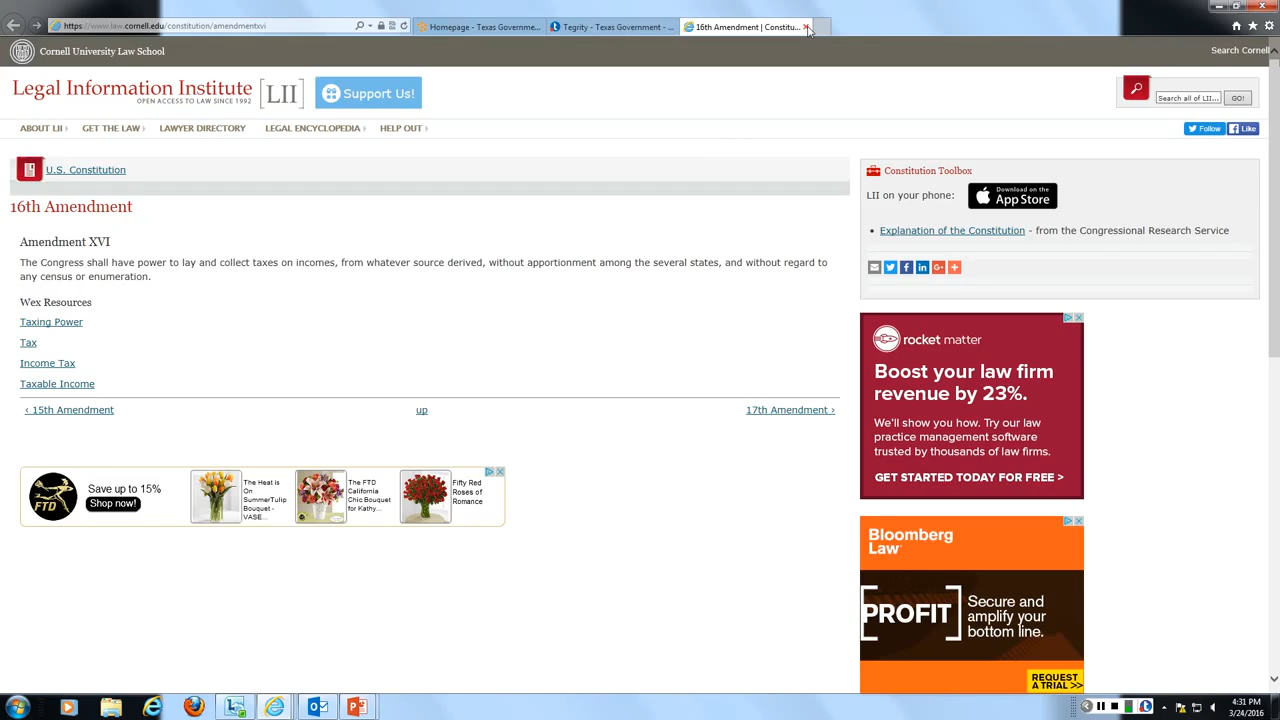 https://www.law.cornell.edu/constitution/amendmentxvi
Homepage - Texas Governme...
Tegrity - Texas Government - ...
16th Amendment | Constitu...
Cornell University Law School
Search Cornell
Legal Information Institute
OPEN ACCESS TO LAW SINCE 1992
[LII]
Support Us!
Search all of LII...
GO!
ABOUT LII
GET THE LAW
LAWYER DIRECTORY
LEGAL ENCYCLOPEDIA
HELP OUT
Follow
Like
U.S. Constitution
16th Amendment
Amendment XVI
The Congress shall have power to lay and collect taxes on incomes, from whatever source derived, without apportionment among the several states, and without regard to
any census or enumeration.
Wex Resources
Taxing Power
Tax
Income Tax
Taxable Income
‹ 15th Amendment
up
17th Amendment ›
FTD
Save up to 15%
Shop now!
The Heat is
On
SummerTulip
Bouquet -
VASE...
The FTD
California
Chic Bouquet
for Kathy...
Fifty Red
Roses of
Romance
Constitution Toolbox
LII on your phone:
Download on the
App Store
• Explanation of the Constitution - from the Congressional Research Service
rocket matter
Boost your law firm
revenue by 23%.
We'll show you how. Try our law
practice management software
trusted by thousands of law firms.
GET STARTED TODAY FOR FREE >
Bloomberg
Law
PROFIT
Secure and
amplify your
bottom line.
REQUEST
A TRIAL >>
4:31 PM
3/24/2016